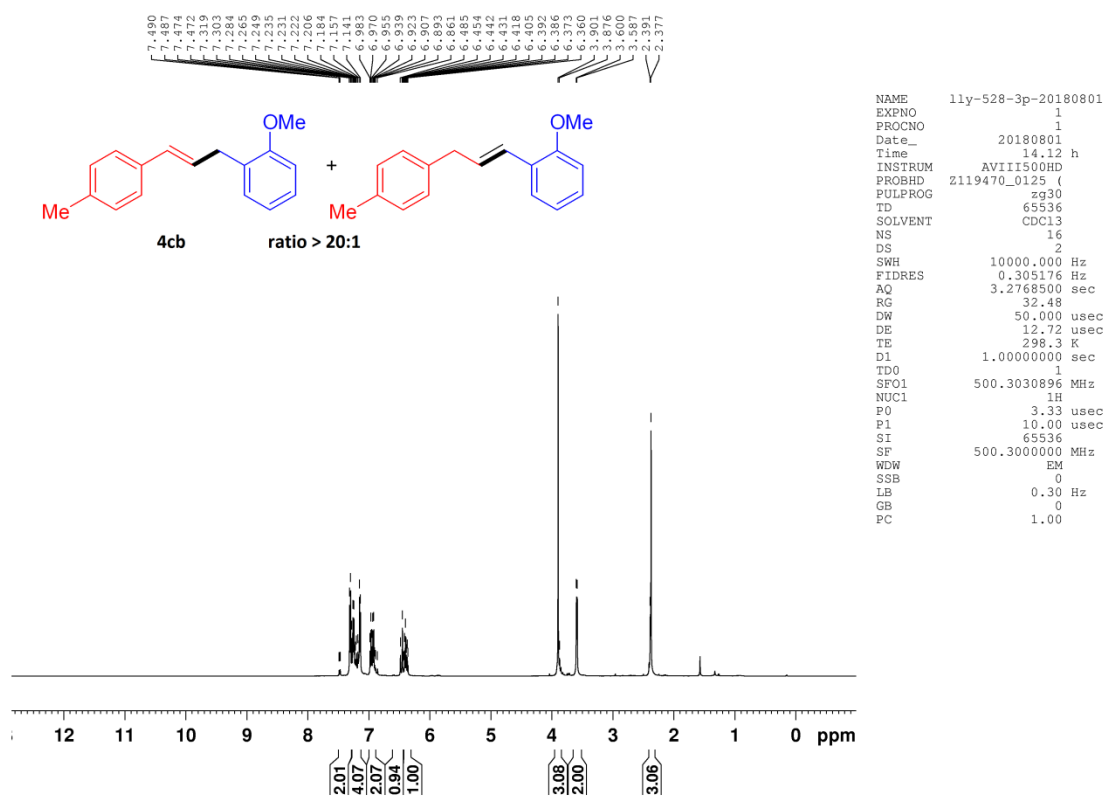 7.490
7.487
7.474
7.472
7.319
7.303
7.284
7.265
7.249
7.235
7.231
7.222
7.206
7.184
7.157
7.141
6.983
6.970
6.955
6.939
6.923
6.907
6.893
6.861
6.485
6.454
6.442
6.431
6.418
6.405
6.392
6.386
6.373
6.360
3.901
3.876
3.600
3.587
2.391
2.377
OMe
OMe
+
Me
Me
4cb
ratio > 20:1
NAME lly-528-3p-20180801
EXPNO 1
PROCNO 1
Date_ 20180801
Time 14.12 h
INSTRUM AVIII500HD
PROBHD Z119470_0125 (
PULPROG zg30
TD 65536
SOLVENT CDCl3
NS 16
DS 2
SWH 10000.000 Hz
FIDRES 0.305176 Hz
AQ 3.2768500 sec
RG 32.48
DW 50.000 usec
DE 12.72 usec
TE 298.3 K
D1 1.00000000 sec
TD0 1
SFO1 500.3030896 MHz
NUC1 1H
P0 3.33 usec
P1 10.00 usec
SI 65536
SF 500.3000000 MHz
WDW EM
SSB 0
LB 0.30 Hz
GB 0
PC 1.00
12 11 10 9 8 7 6 5 4 3 2 1 0 ppm
2.01
4.07
2.07
0.94
1.00
3.08
2.00
3.06